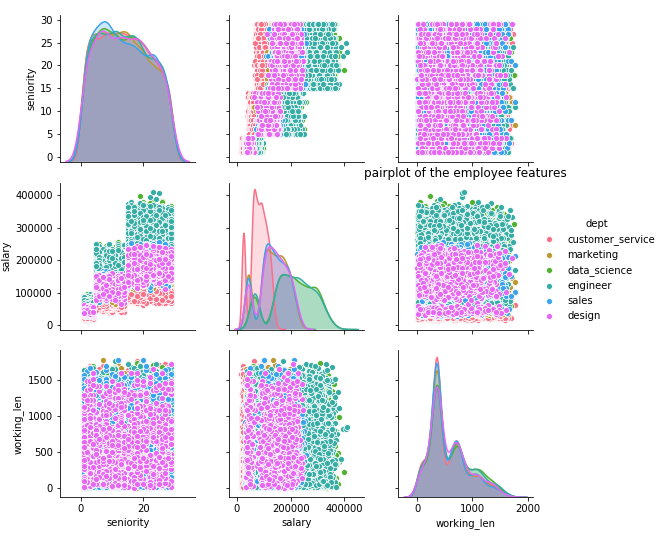 30
25
20
15
10
5
0
seniority
pairplot of the employee features
400000
300000
200000
100000
0
salary
dept
customer_service
marketing
data_science
engineer
sales
design
1500
1000
500
0
working_len
0 20
seniority
0 200000 400000
salary
0 1000 2000
working_len